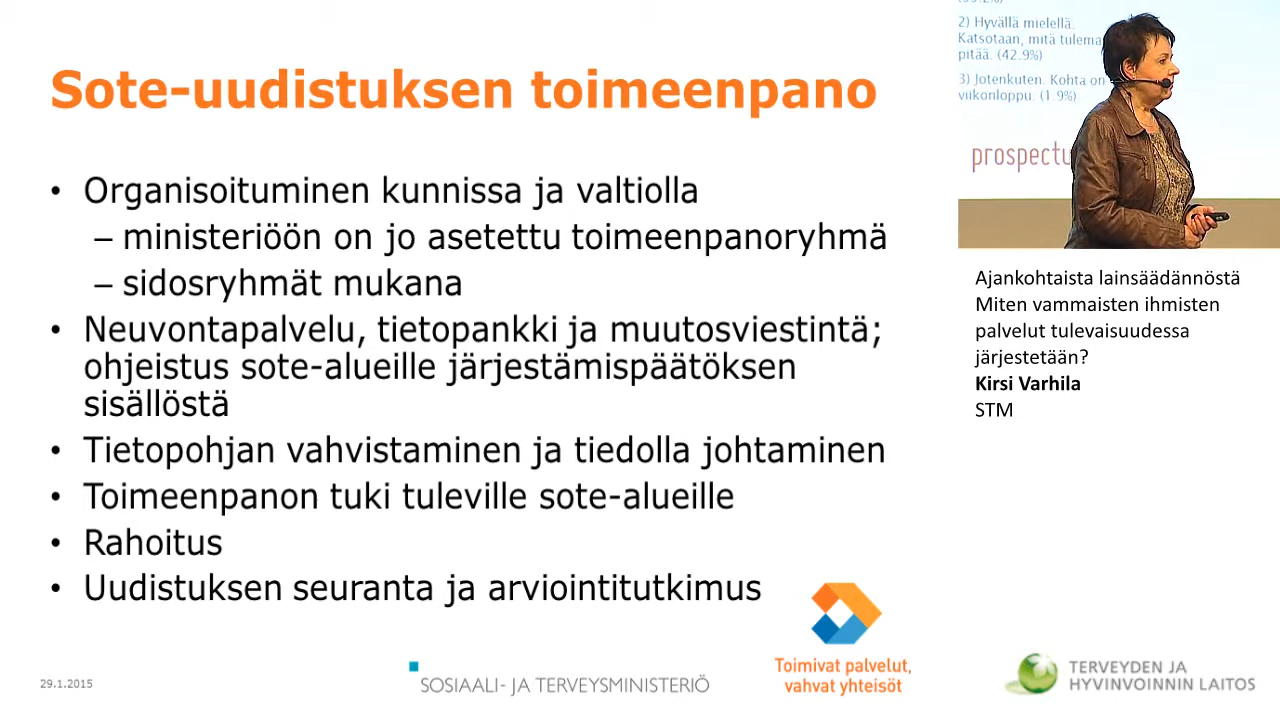 Sote-uudistuksen toimeenpano
• Organisoituminen kunnissa ja valtiolla
– ministeriöön on jo asetettu toimeenpanoryhmä
– sidosryhmät mukana
• Neuvontapalvelu, tietopankki ja muutosviestintä;
ohjeistus sote-alueille järjestämispäätöksen
sisällöstä
• Tietopohjan vahvistaminen ja tiedolla johtaminen
• Toimeenpanon tuki tuleville sote-alueille
• Rahoitus
• Uudistuksen seuranta ja arviointitutkimus
29.1.2015
SOSIAALI- JA TERVEYSMINISTERIÖ
Toimivat palvelut,
vahvat yhteisöt
2) Hyvällä mielellä.
Katsotaan, mitä tulema
pitää. (42.9%)
3) Jotenkuten. Kohta on
viikonloppu. (1.9%)
prospectu
Ajankohtaista lainsäädännöstä
Miten vammaisten ihmisten
palvelut tulevaisuudessa
järjestetään?
Kirsi Varhila
STM
TERVEYDEN JA
HYVINVOINNIN LAITOS